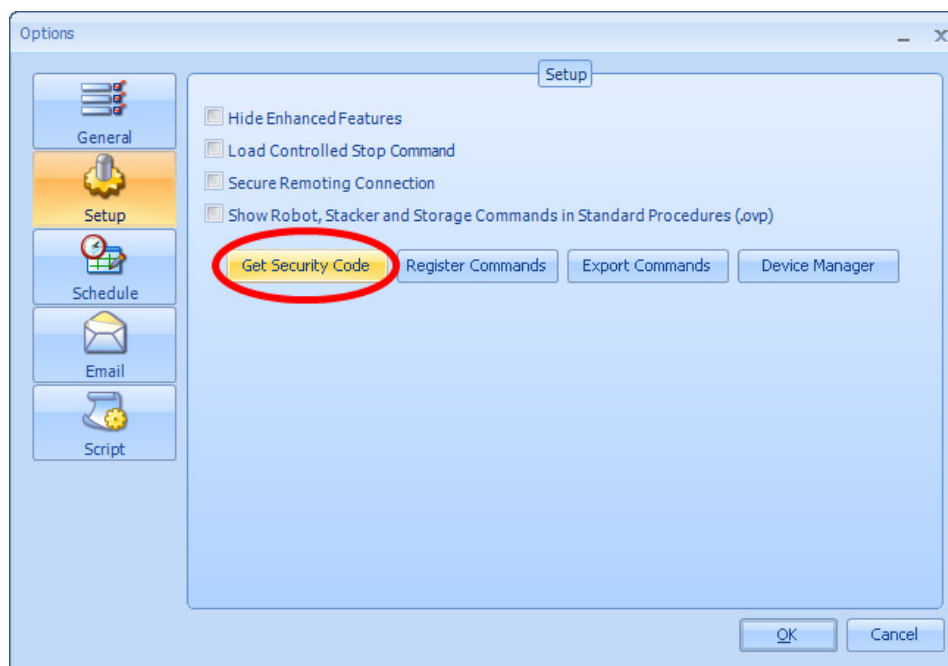 Options
General
Setup
Schedule
Email
Script
Setup
Hide Enhanced Features
Load Controlled Stop Command
Secure Remoting Connection
Show Robot, Stacker and Storage Commands in Standard Procedures (.ovp)
Get Security Code Register Commands Export Commands Device Manager
OK Cancel